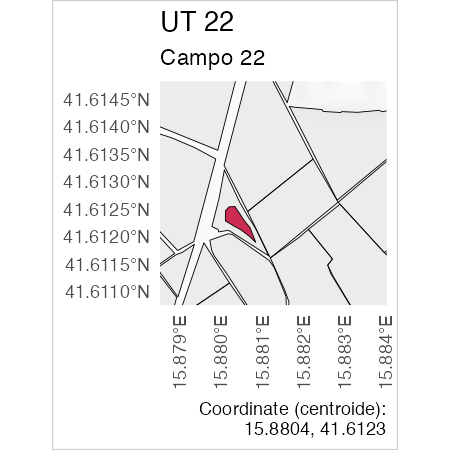 UT 22
Campo 22
41.6145°N
41.6140°N
41.6135°N
41.6130°N
41.6125°N
41.6120°N
41.6115°N
41.6110°N
15.879°E
15.880°E
15.881°E
15.882°E
15.883°E
15.884°E
Coordinate (centroide):
15.8804, 41.6123